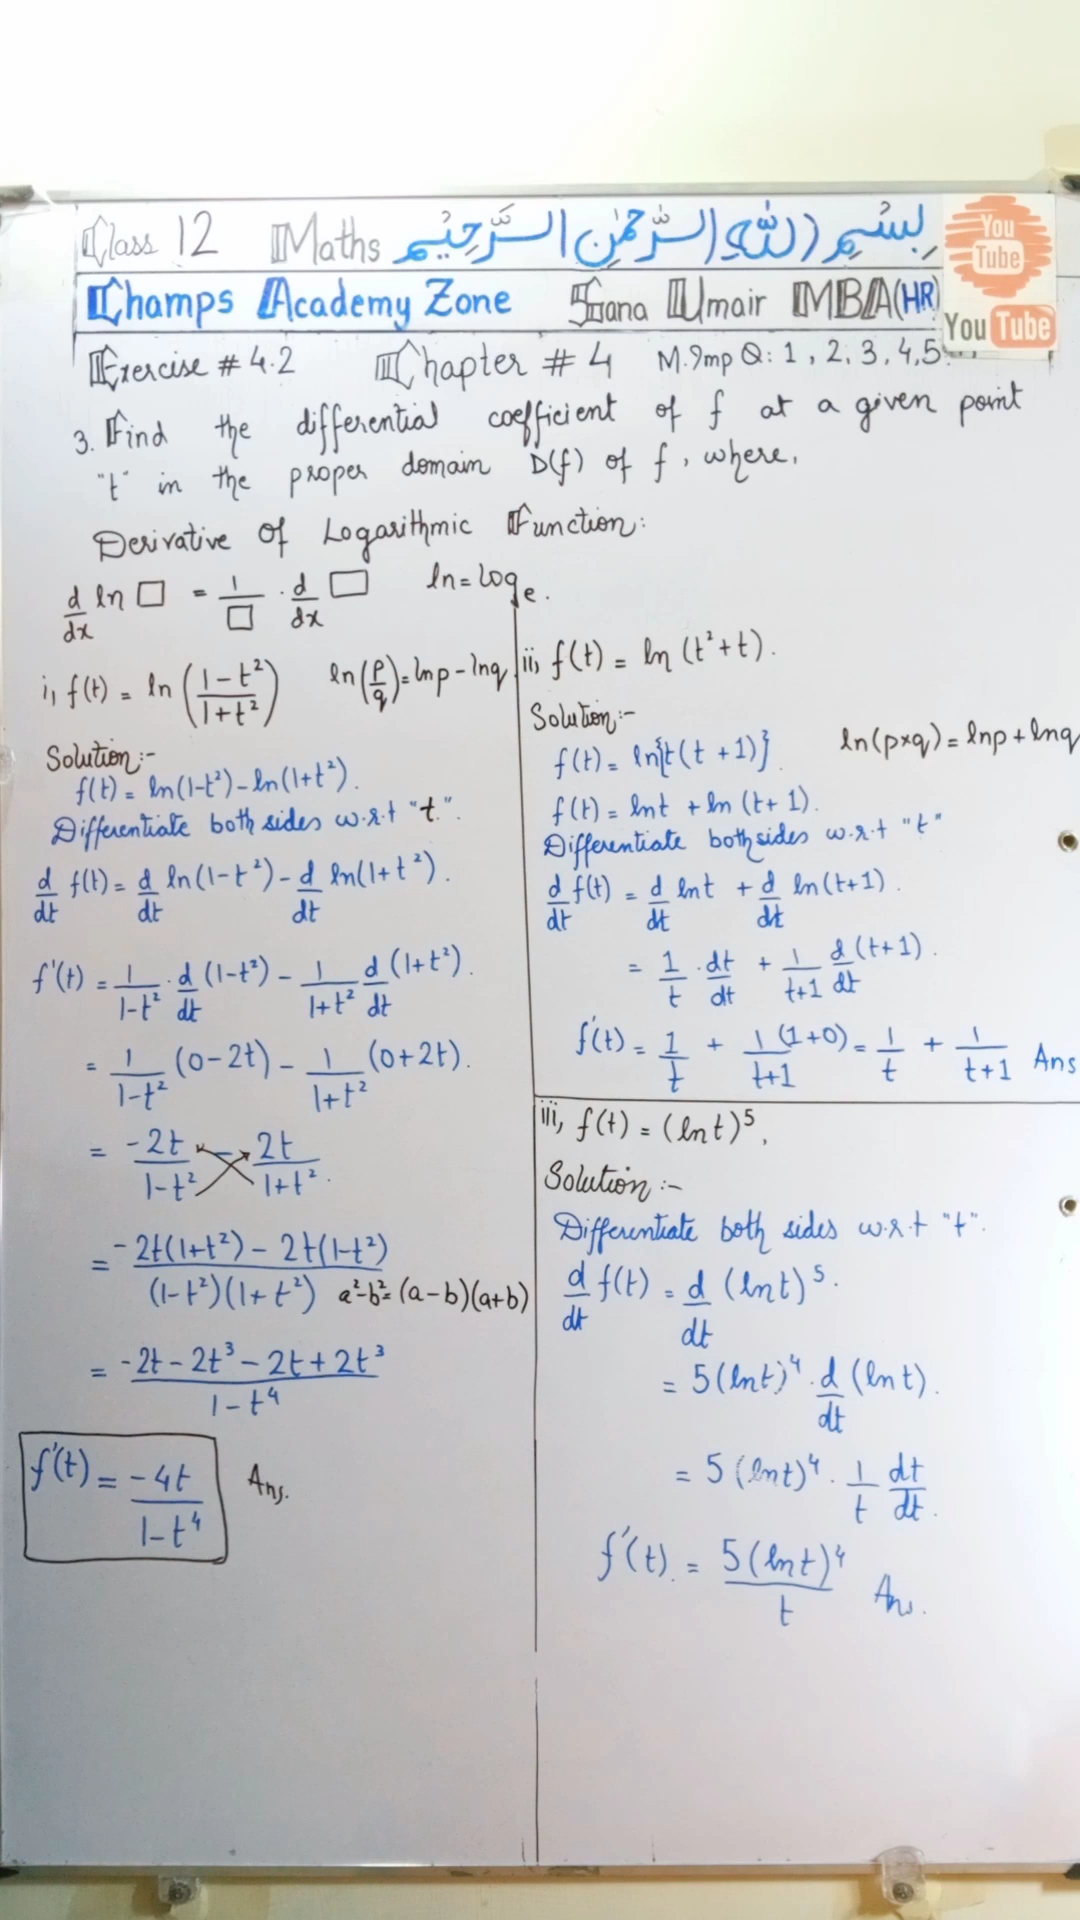 Class 12 Maths بِسْمِ اللهِ الرَّحْمٰنِ الرَّحِيْمِ
You
Tube
Champs Academy Zone Sana Umair MBA(HR)
YouTube
Exercise # 4.2 Chapter # 4 M.Imp Q: 1, 2, 3, 4, 5
3. Find the differential coefficient of f at a given point
"t" in the proper domain D(f) of f, where,
Derivative of Logarithmic Function:
d/dx ln □ = 1/□ . d/dx □ ln = Log_e.
i, f(t) = ln ((1-t²)/(1+t²)) ln(p/q) = lnp - lnq
Solution:-
f(t) = ln(1-t²) - ln(1+t²).
Differentiate both sides w.r.t "t".
d/dt f(t) = d/dt ln(1-t²) - d/dt ln(1+t²).
f'(t) = 1/(1-t²) . d/dt (1-t²) - 1/(1+t²) d/dt (1+t²).
= 1/(1-t²) (0-2t) - 1/(1+t²) (0+2t).
= -2t/(1-t²) - 2t/(1+t²).
= (-2t(1+t²) - 2t(1-t²))/((1-t²)(1+t²)) a²-b² = (a-b)(a+b)
= (-2t - 2t³ - 2t + 2t³)/(1-t⁴)
f'(t) = -4t/(1-t⁴) Ans.
ii, f(t) = ln (t²+t).
Solution:-
f(t) = ln{t(t+1)}. ln(p×q) = lnp + lnq
f(t) = lnt + ln (t+1).
Differentiate both sides w.r.t "t"
d/dt f(t) = d/dt lnt + d/dt ln(t+1).
= 1/t . dt/dt + 1/(t+1) d/dt (t+1).
f'(t) = 1/t + 1/(t+1) (1+0) = 1/t + 1/(t+1) Ans
iii, f(t) = (lnt)⁵,
Solution:-
Differentiate both sides w.r.t "t".
d/dt f(t) = d/dt (lnt)⁵.
= 5(lnt)⁴ . d/dt (lnt).
= 5(lnt)⁴ . 1/t dt/dt.
f'(t) = 5(lnt)⁴/t Ans.